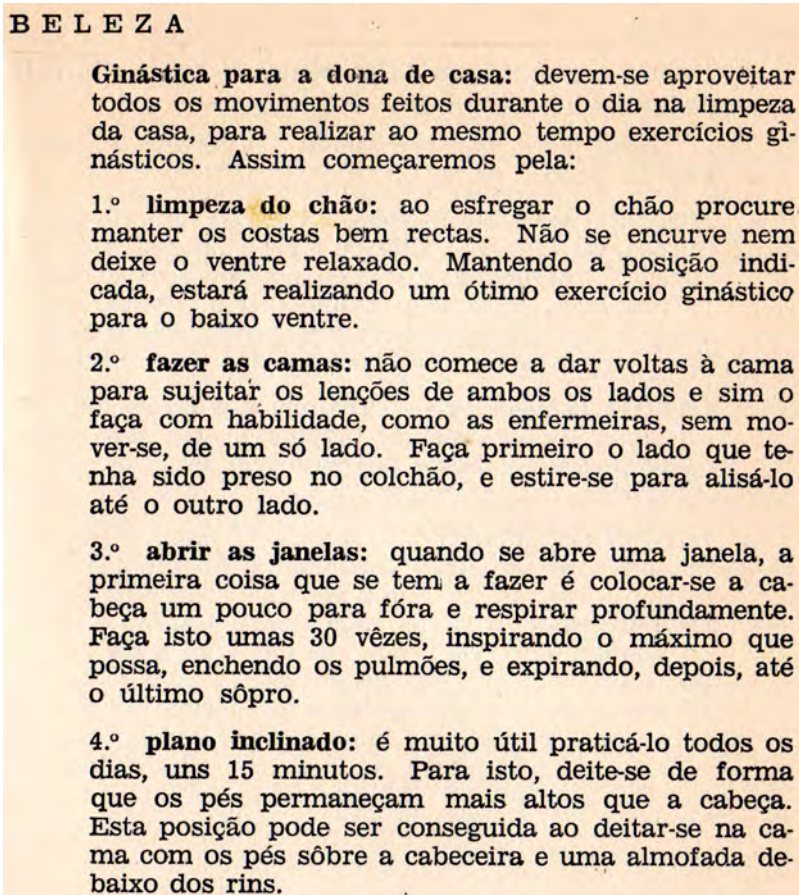 BELEZA
Ginástica para a dona de casa: devem-se aproveitar
todos os movimentos feitos durante o dia na limpeza
da casa, para realizar ao mesmo tempo exercícios gi-
násticos. Assim começaremos pela:
1.º limpeza do chão: ao esfregar o chão procure
manter os costas bem rectas. Não se encurve nem
deixe o ventre relaxado. Mantendo a posição indi-
cada, estará realizando um ótimo exercício ginástico
para o baixo ventre.
2.º fazer as camas: não comece a dar voltas à cama
para sujeitar os lenções de ambos os lados e sim o
faça com habilidade, como as enfermeiras, sem mo-
ver-se, de um só lado. Faça primeiro o lado que te-
nha sido preso no colchão, e estire-se para alisá-lo
até o outro lado.
3.º abrir as janelas: quando se abre uma janela, a
primeira coisa que se tem a fazer é colocar-se a ca-
beça um pouco para fóra e respirar profundamente.
Faça isto umas 30 vêzes, inspirando o máximo que
possa, enchendo os pulmões, e expirando, depois, até
o último sôpro.
4.º plano inclinado: é muito útil praticá-lo todos os
dias, uns 15 minutos. Para isto, deite-se de forma
que os pés permaneçam mais altos que a cabeça.
Esta posição pode ser conseguida ao deitar-se na ca-
ma com os pés sôbre a cabeceira e uma almofada de-
baixo dos rins.